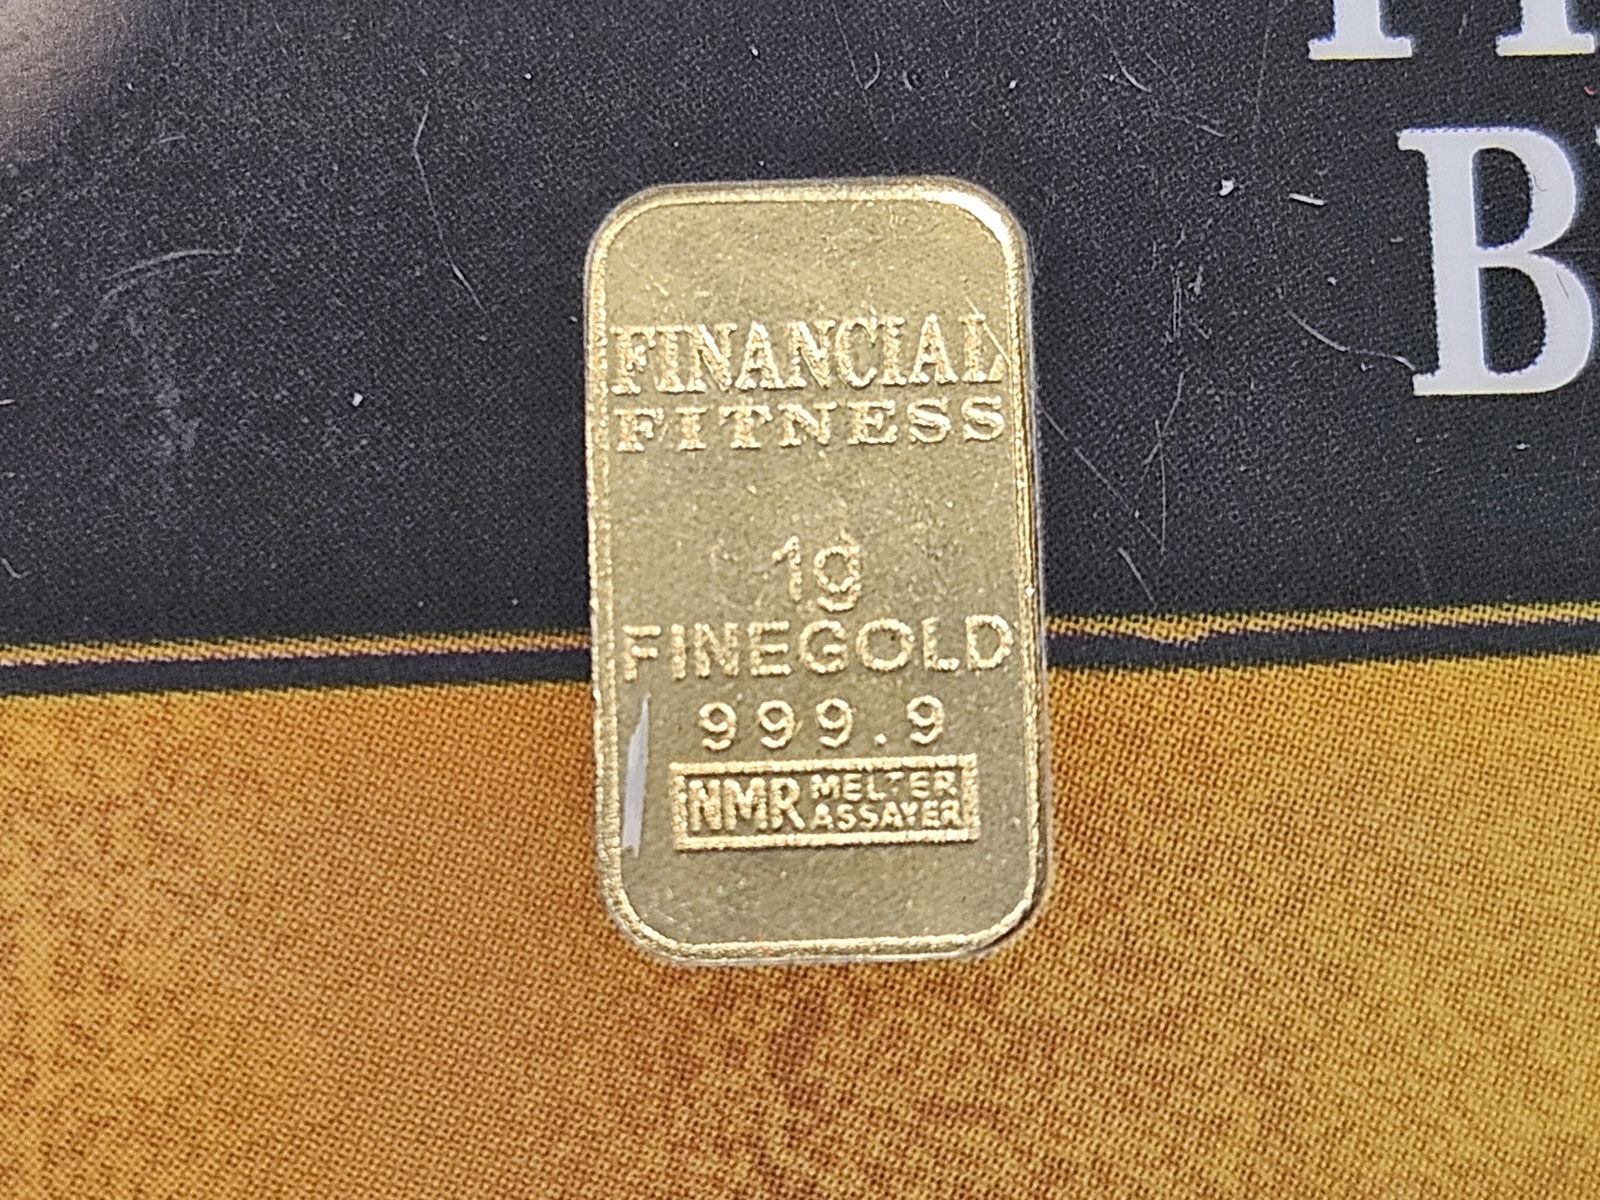 B
FINANCIAL
FITNESS
1g
FINEGOLD
999.9
NMR MELTER
ASSAYER